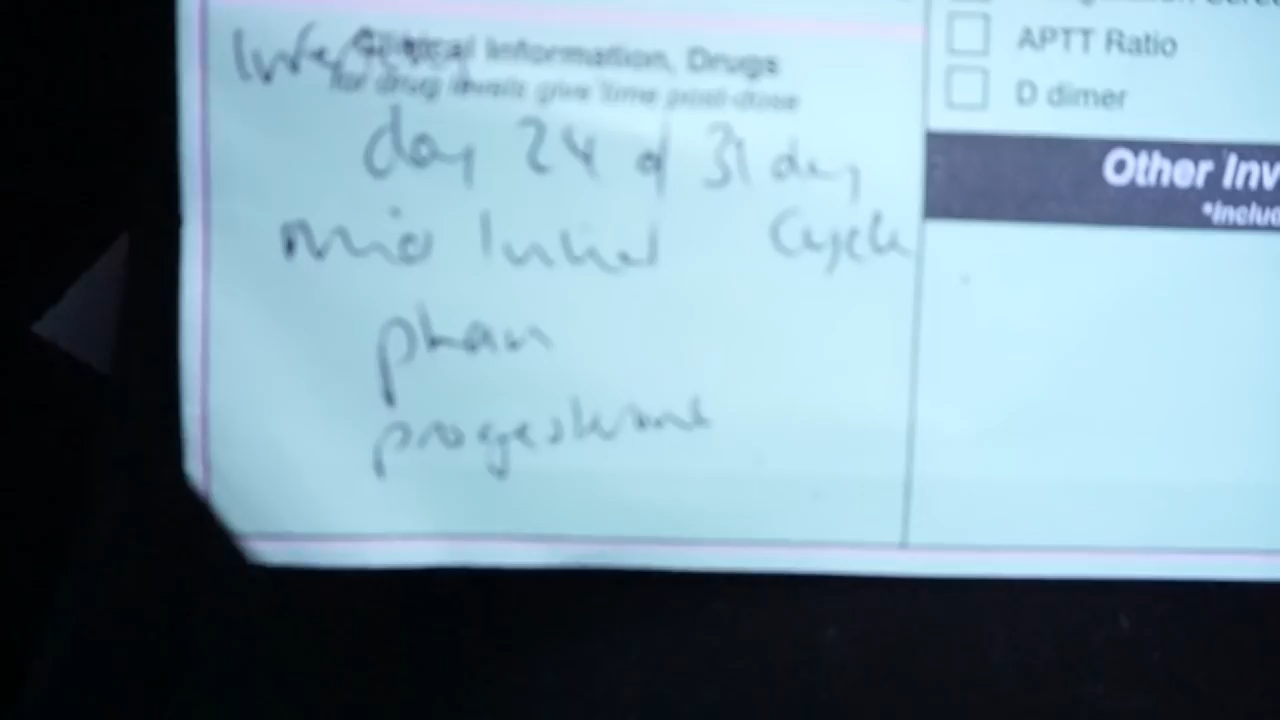 Clinical Information, Drugs
for drug levels give time post-dose
day 24 of 31 day
cycle
mid luteal
phase
progesterone
APTT Ratio
D dimer
Other Inv
*Includ